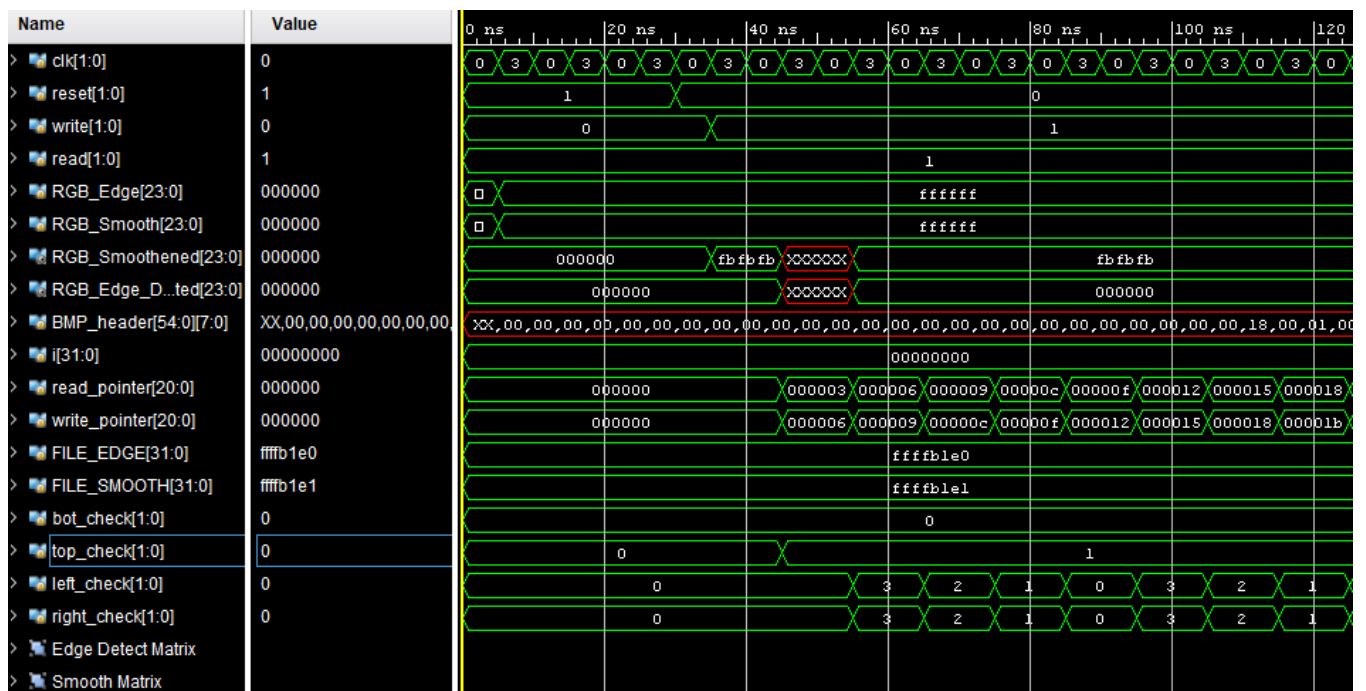 Name Value 0 ns 20 ns 40 ns 60 ns 80 ns 100 ns 120
clk[1:0] 0 0 3 0 3 0 3 0 3 0 3 0 3 0 3 0 3 0 3 0 3 0 3 0 3 0
reset[1:0] 1 1 0
write[1:0] 0 0 1
read[1:0] 1 1
RGB_Edge[23:0] 000000 ffffff
RGB_Smooth[23:0] 000000 ffffff
RGB_Smoothened[23:0] 000000 000000 fbfbfb XXXXXX fbfbfb
RGB_Edge_D...ted[23:0] 000000 000000 XXXXXX 000000
BMP_header[54:0][7:0] XX,00,00,00,00,00,00,00, XX,00,00,00,00,00,00,00,00,00,00,00,00,00,00,00,00,00,00,00,00,00,00,00,00,00,00,00,00,18,00,01,00
i[31:0] 00000000 00000000
read_pointer[20:0] 000000 000000 000003 000006 000009 00000c 00000f 000012 000015 000018
write_pointer[20:0] 000000 000000 000006 000009 00000c 00000f 000012 000015 000018 00001b
FILE_EDGE[31:0] ffffb1e0 ffffb1e0
FILE_SMOOTH[31:0] ffffb1e1 ffffb1e1
bot_check[1:0] 0 0
top_check[1:0] 0 0 1
left_check[1:0] 0 0 3 2 1 0 3 2 1
right_check[1:0] 0 0 3 2 1 0 3 2 1
Edge Detect Matrix
Smooth Matrix